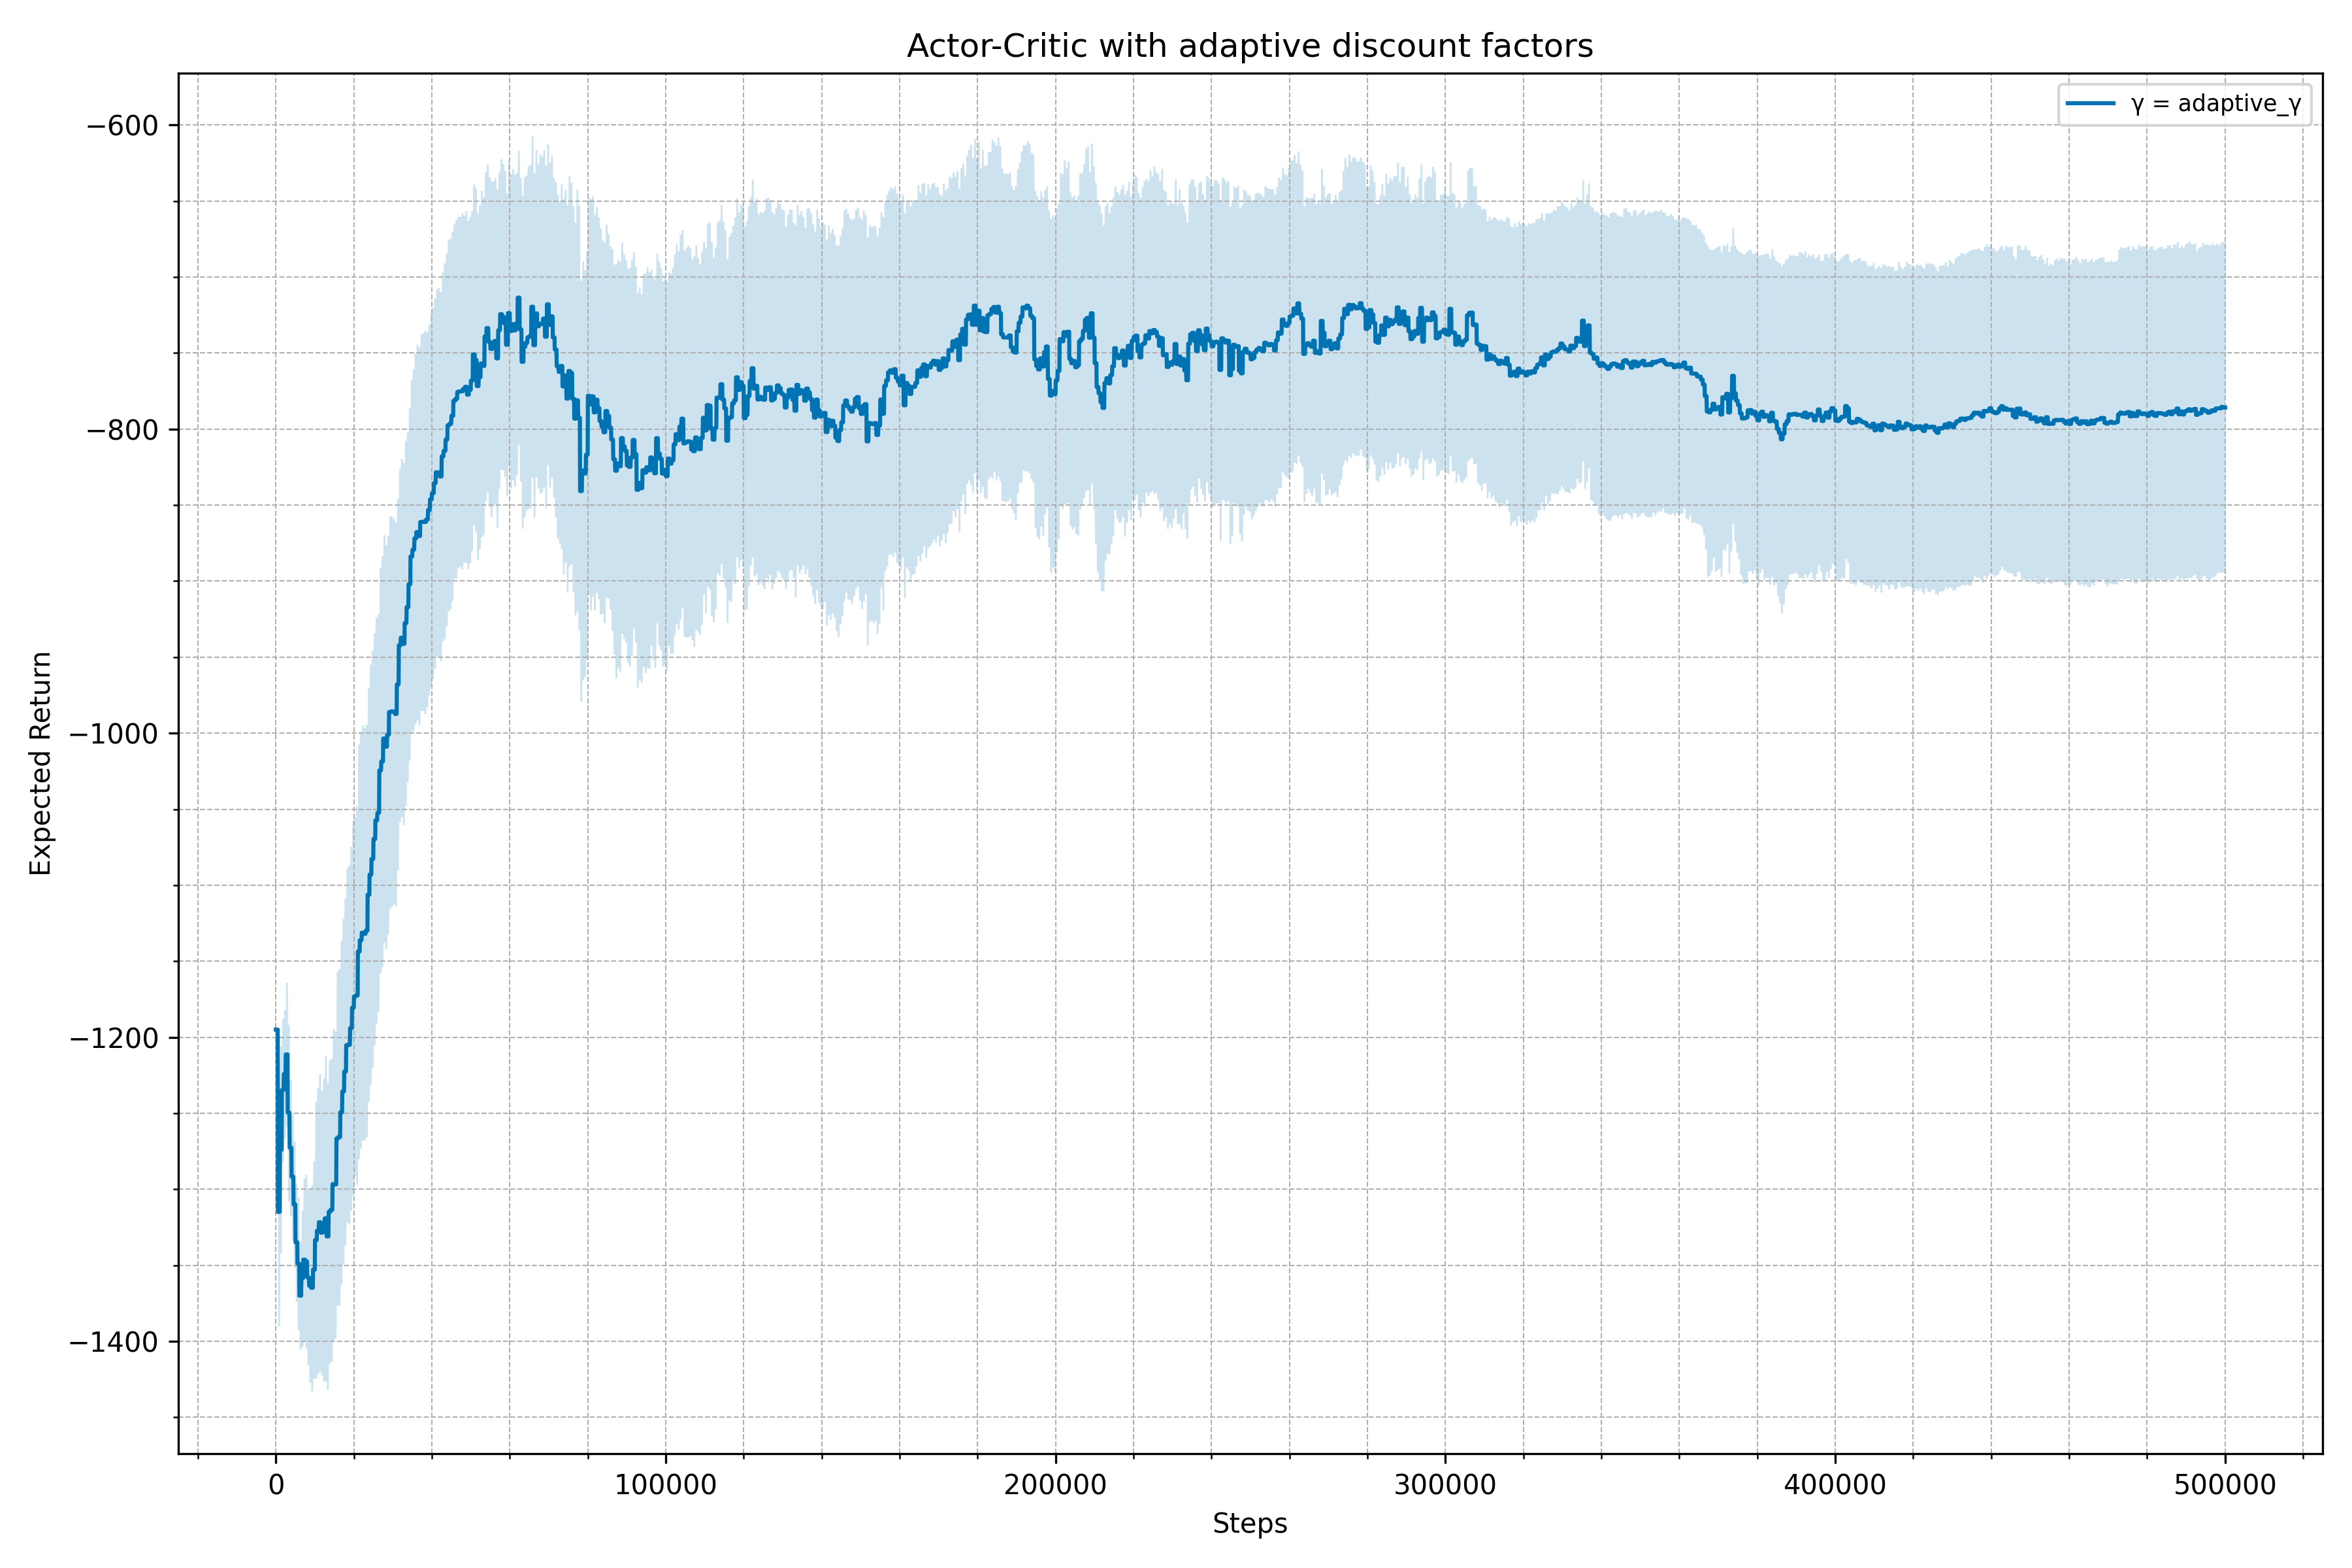 Actor-Critic with adaptive discount factors
γ = adaptive_γ
Expected Return
−600
−800
−1000
−1200
−1400
0 100000 200000 300000 400000 500000
Steps